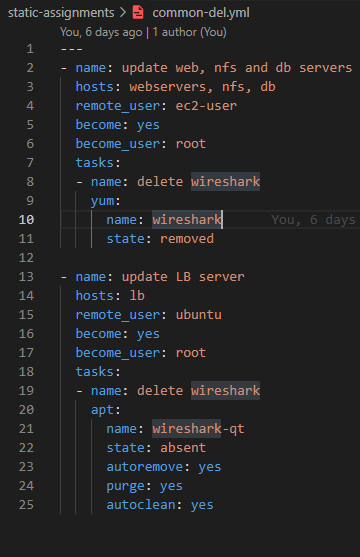 static-assignments > common-del.yml
You, 6 days ago | 1 author (You)
1 ---
2 - name: update web, nfs and db servers
3   hosts: webservers, nfs, db
4   remote_user: ec2-user
5   become: yes
6   become_user: root
7   tasks:
8   - name: delete wireshark
9     yum:
10       name: wireshark You, 6 days
11       state: removed
12
13 - name: update LB server
14   hosts: lb
15   remote_user: ubuntu
16   become: yes
17   become_user: root
18   tasks:
19   - name: delete wireshark
20     apt:
21       name: wireshark-qt
22       state: absent
23       autoremove: yes
24       purge: yes
25       autoclean: yes